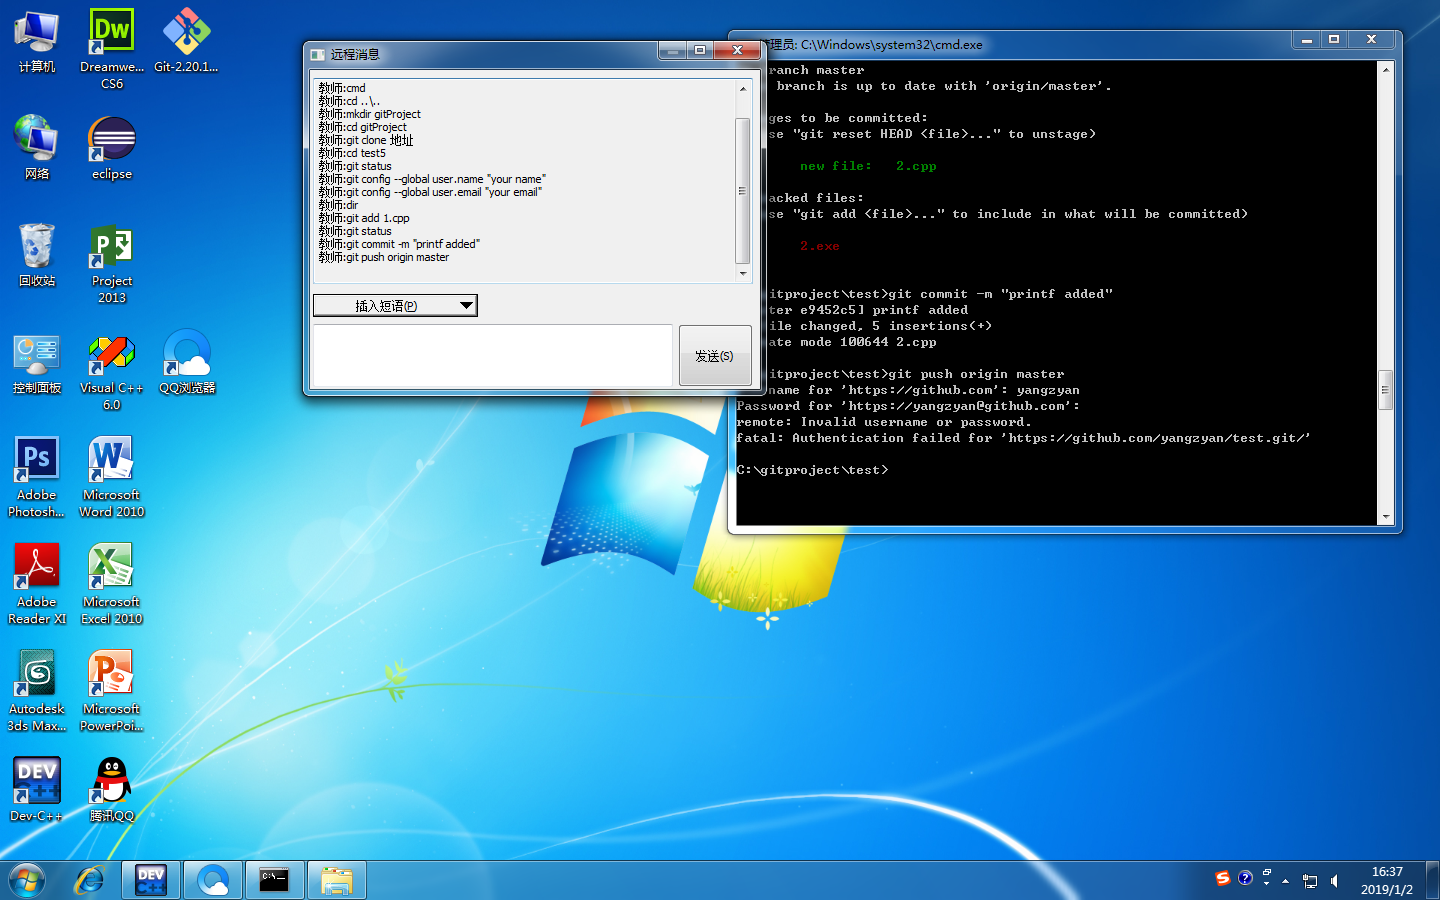 计算机
Dreamwe...
CS6
Git-2.20.1...
网络
eclipse
回收站
Project
2013
控制面板
Visual C++
6.0
QQ浏览器
Adobe
Photosh...
Microsoft
Word 2010
Adobe
Reader XI
Microsoft
Excel 2010
Autodesk
3ds Max...
Microsoft
PowerPoi...
Dev-C++
腾讯QQ
远程消息
教师:cmd
教师:cd ..\..
教师:mkdir gitProject
教师:cd gitProject
教师:git clone 地址
教师:cd test5
教师:git status
教师:git config --global user.name "your name"
教师:git config --global user.email "your email"
教师:dir
教师:git add 1.cpp
教师:git status
教师:git commit -m "printf added"
教师:git push origin master
插入短语(P)
发送(S)
理员: C:\Windows\system32\cmd.exe
ranch master
branch is up to date with 'origin/master'.
ges to be committed:
se "git reset HEAD <file>..." to unstage)
new file:   2.cpp
acked files:
se "git add <file>..." to include in what will be committed)
2.exe
itproject\test>git commit -m "printf added"
ter e9452c5] printf added
ile changed, 5 insertions(+)
ate mode 100644 2.cpp
itproject\test>git push origin master
name for 'https://github.com': yangzyan
Password for 'https://yangzyan@github.com':
remote: Invalid username or password.
fatal: Authentication failed for 'https://github.com/yangzyan/test.git/'
C:\gitproject\test>
16:37
2019/1/2